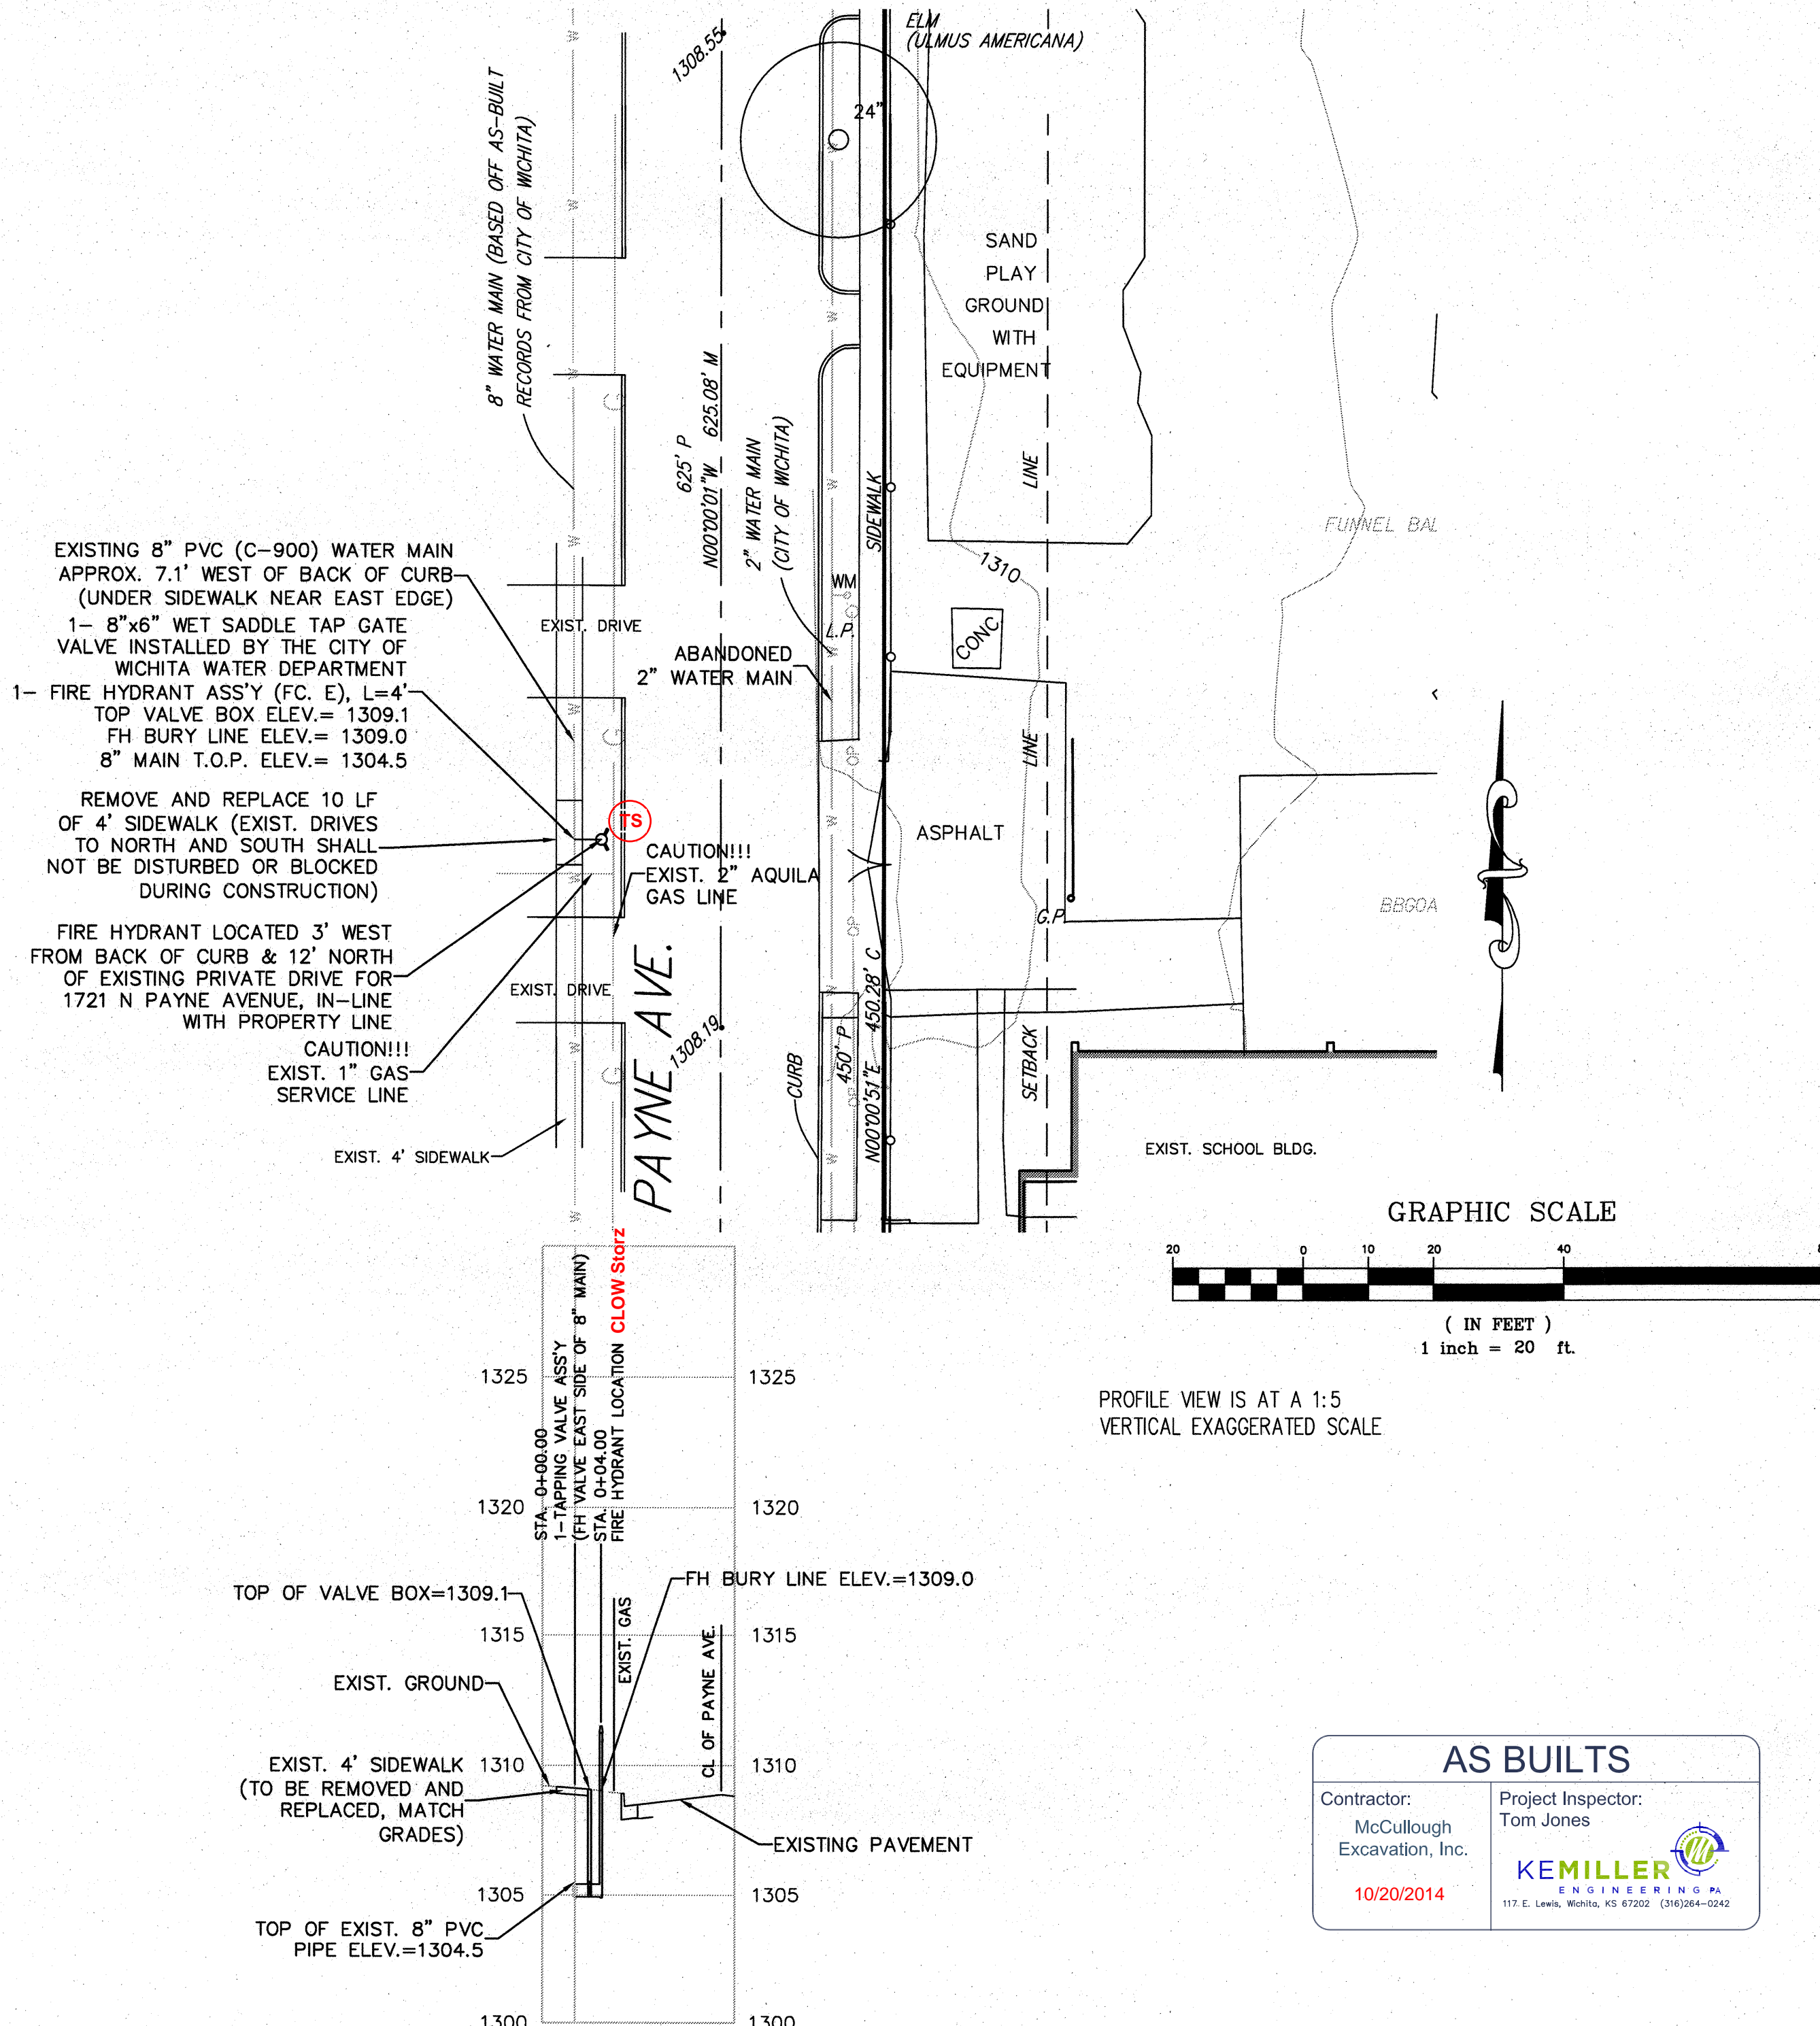 ELM
(ULMUS AMERICANA)
24"
1308.55
8" WATER MAIN (BASED OFF AS-BUILT
RECORDS FROM CITY OF WICHITA)
SAND
PLAY
GROUND
WITH
EQUIPMENT
LINE
625' P
N00°00'01"W 625.08' M
2" WATER MAIN
(CITY OF WICHITA)
SIDEWALK
1310
FUNNEL BAL
WM
L.P.
CONC
ABANDONED
2" WATER MAIN
EXISTING 8" PVC (C-900) WATER MAIN
APPROX. 7.1' WEST OF BACK OF CURB
(UNDER SIDEWALK NEAR EAST EDGE)
1- 8"x6" WET SADDLE TAP GATE
VALVE INSTALLED BY THE CITY OF
WICHITA WATER DEPARTMENT
1- FIRE HYDRANT ASS'Y (FC. E), L=4'
TOP VALVE BOX ELEV.= 1309.1
FH BURY LINE ELEV.= 1309.0
8" MAIN T.O.P. ELEV.= 1304.5
REMOVE AND REPLACE 10 LF
OF 4' SIDEWALK (EXIST. DRIVES
TO NORTH AND SOUTH SHALL
NOT BE DISTURBED OR BLOCKED
DURING CONSTRUCTION)
FIRE HYDRANT LOCATED 3' WEST
FROM BACK OF CURB & 12' NORTH
OF EXISTING PRIVATE DRIVE FOR
1721 N PAYNE AVENUE, IN-LINE
WITH PROPERTY LINE
CAUTION!!!
EXIST. 1" GAS
SERVICE LINE
EXIST. 4' SIDEWALK
EXIST. DRIVE
TS
CAUTION!!!
EXIST. 2" AQUILA
GAS LINE
EXIST. DRIVE
PAYNE AVE.
1308.19
LINE
ASPHALT
G.P.
BBGOA
CURB
450' P
N00°00'51"E 450.28' C
SETBACK
EXIST. SCHOOL BLDG.
W
G
OP
GRAPHIC SCALE
20 0 10 20 40 8
( IN FEET )
1 inch = 20 ft.
PROFILE VIEW IS AT A 1:5
VERTICAL EXAGGERATED SCALE
STA. 0+00.00
1-TAPPING VALVE ASS'Y
(FH VALVE EAST SIDE OF 8" MAIN)
STA. 0+04.00
FIRE HYDRANT LOCATION CLOW Storz
1325 1325
1320 1320
TOP OF VALVE BOX=1309.1
FH BURY LINE ELEV.=1309.0
1315 1315
EXIST. GAS
CL OF PAYNE AVE.
EXIST. GROUND
1310 1310
EXIST. 4' SIDEWALK
(TO BE REMOVED AND
REPLACED, MATCH
GRADES)
EXISTING PAVEMENT
1305 1305
TOP OF EXIST. 8" PVC
PIPE ELEV.=1304.5
1300 1300
AS BUILTS
Contractor:
McCullough
Excavation, Inc.
10/20/2014
Project Inspector:
Tom Jones
KEMILLER
ENGINEERING PA
117 E. Lewis, Wichita, KS 67202 (316)264-0242